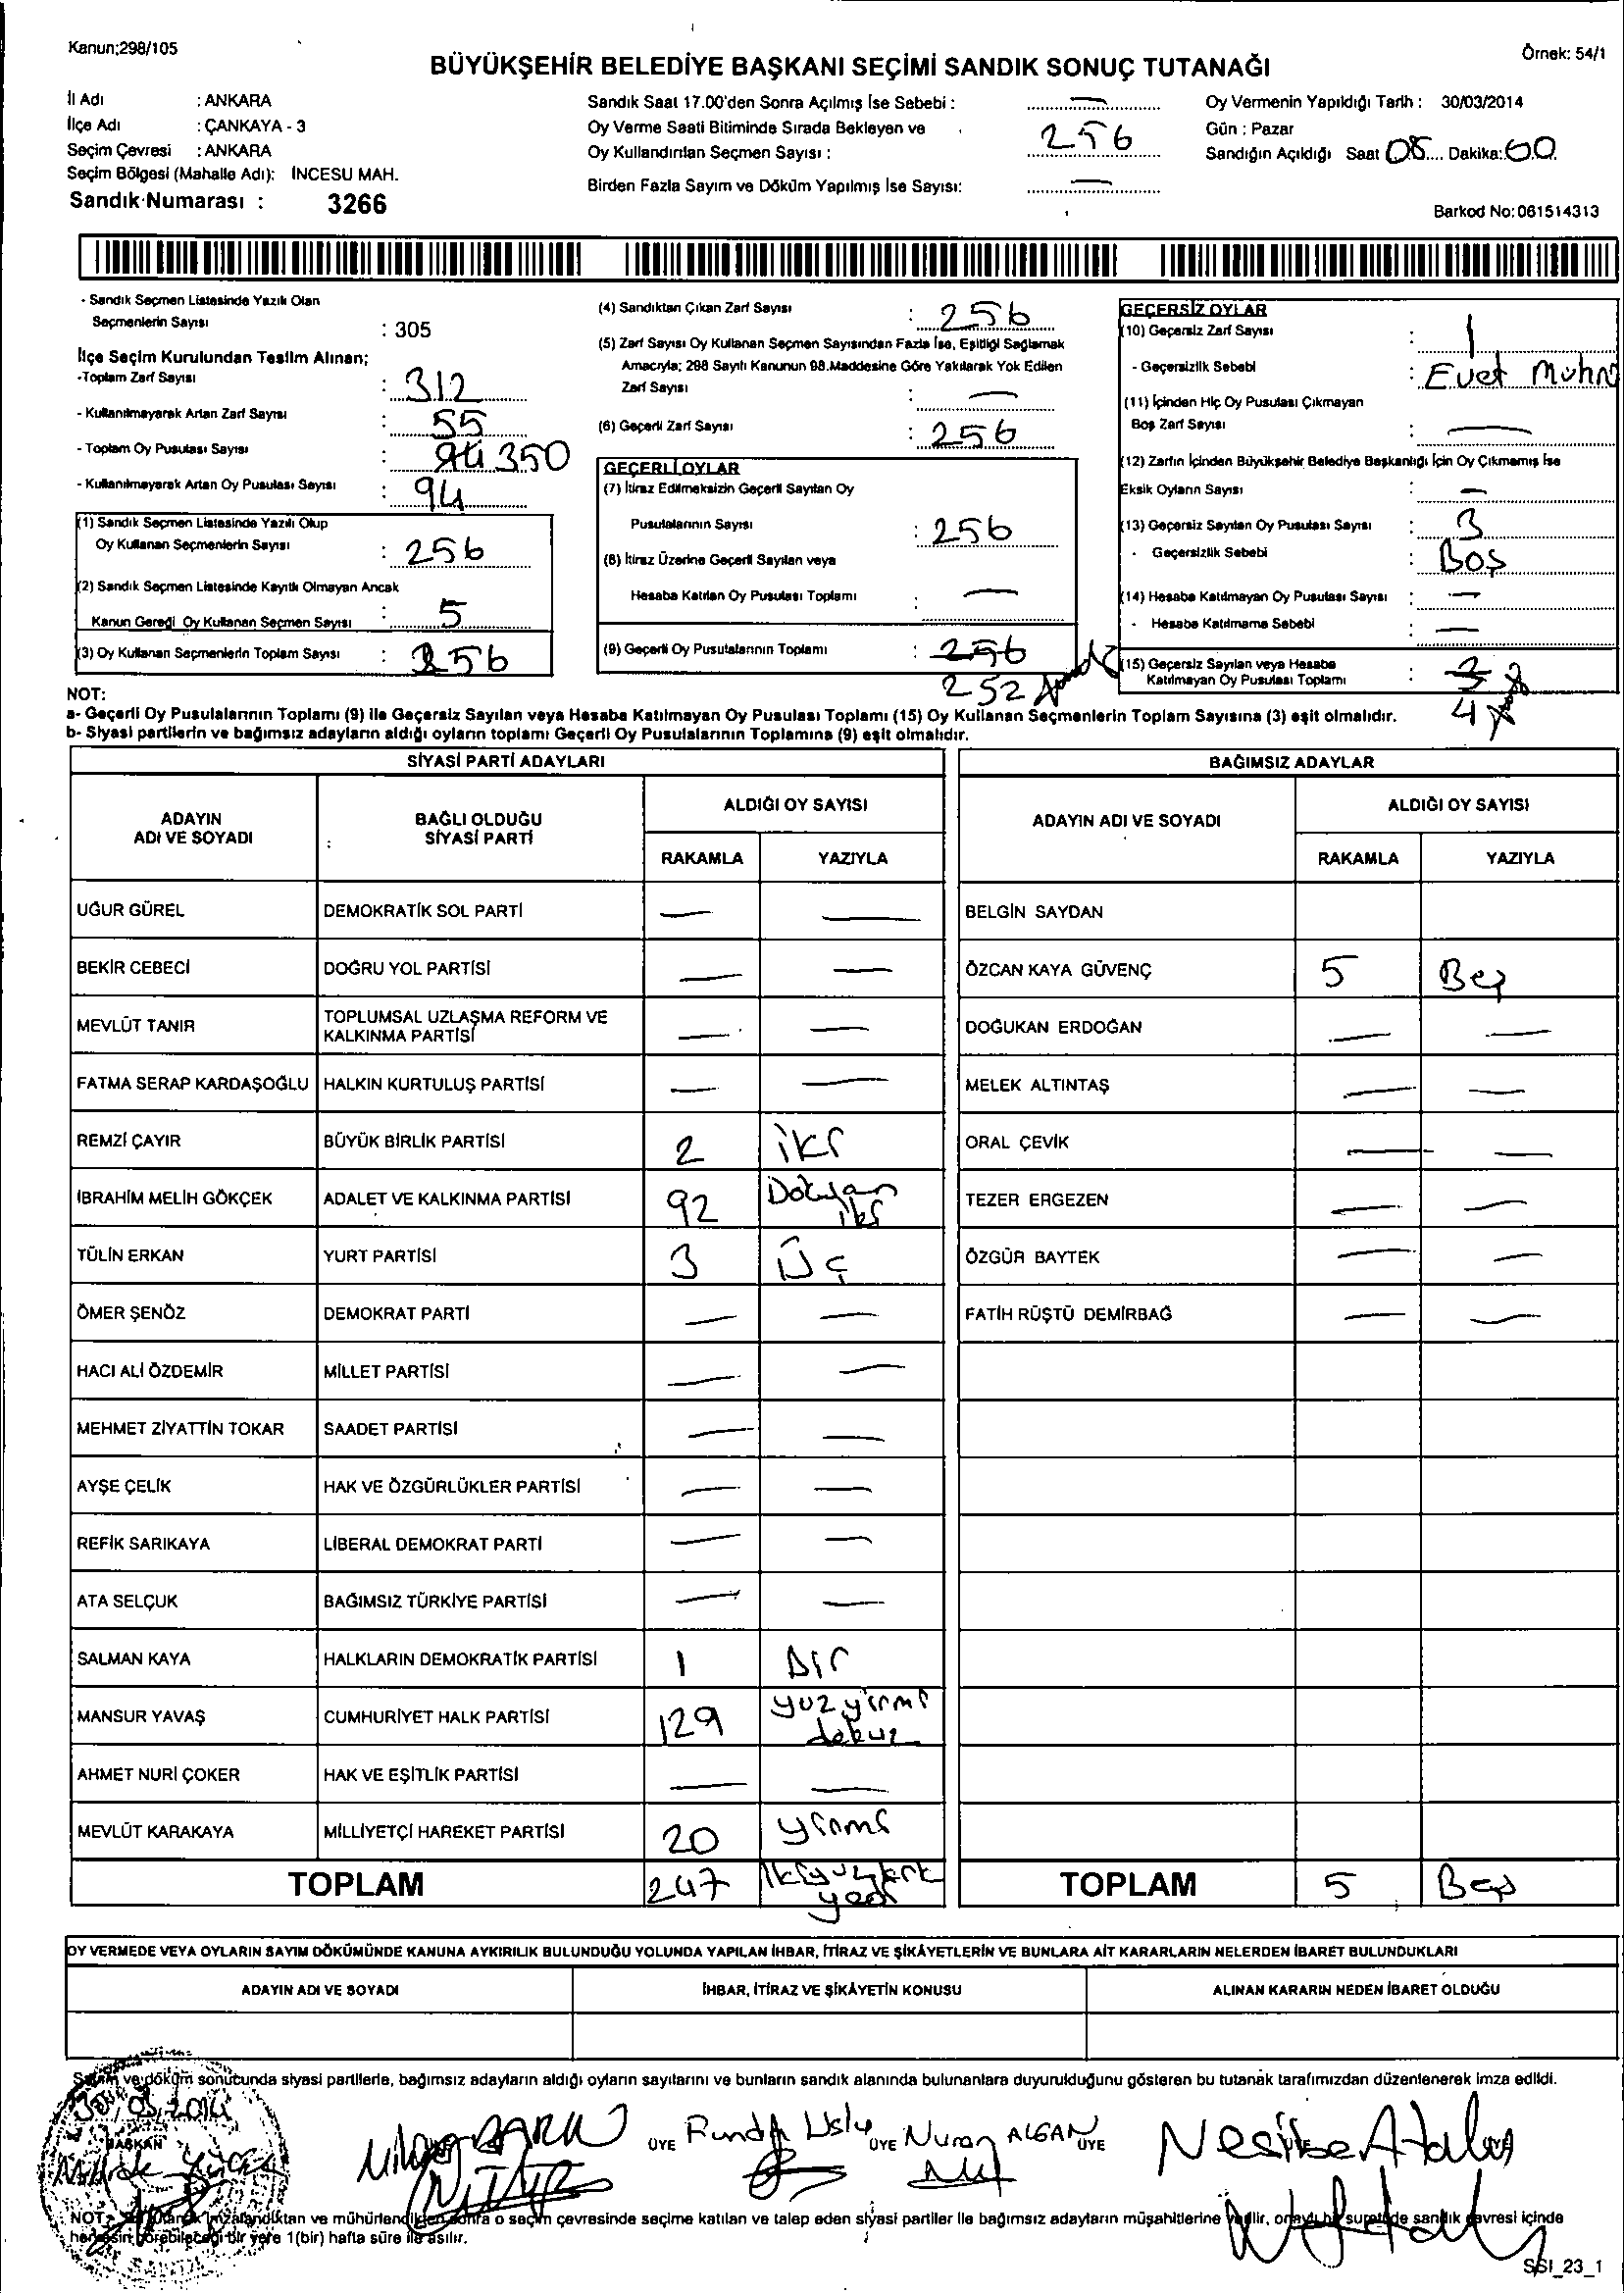 Kanun;298/105
Örnek: 54/1
BÜYÜKŞEHİR BELEDİYE BAŞKANI SEÇİMİ SANDIK SONUÇ TUTANAĞI
İl Adı : ANKARA
İlçe Adı : ÇANKAYA - 3
Seçim Çevresi : ANKARA
Seçim Bölgesi (Mahalle Adı): İNCESU MAH.
Sandık Numarası : 3266
Sandık Saat 17.00'den Sonra Açılmış İse Sebebi : —
Oy Verme Saati Bitiminde Sırada Bekleyen ve
Oy Kullandırılan Seçmen Sayısı : 256
Birden Fazla Sayım ve Döküm Yapılmış İse Sayısı: —
Oy Vermenin Yapıldığı Tarih : 30/03/2014
Gün : Pazar
Sandığın Açıldığı Saat 08 Dakika: 00
Barkod No: 061514313
- Sandık Seçmen Listesinde Yazılı Olan
Seçmenlerin Sayısı : 305
İlçe Seçim Kurulundan Teslim Alınan;
-Toplam Zarf Sayısı : 312
- Kullanılmayarak Artan Zarf Sayısı : 55
- Toplam Oy Pusulası Sayısı : 350
- Kullanılmayarak Artan Oy Pusulası Sayısı : 94
(1) Sandık Seçmen Listesinde Yazılı Olup
Oy Kullanan Seçmenlerin Sayısı : 256
(2) Sandık Seçmen Listesinde Kayıtlı Olmayan Ancak
Kanun Gereği Oy Kullanan Seçmen Sayısı : 5
(3) Oy Kullanan Seçmenlerin Toplam Sayısı : 256
(4) Sandıktan Çıkan Zarf Sayısı : 256
(5) Zarf Sayısı Oy Kullanan Seçmen Sayısından Fazla İse, Eşitliği Sağlamak
Amacıyla; 298 Sayılı Kanunun 98.Maddesine Göre Yakılarak Yok Edilen
Zarf Sayısı : —
(6) Geçerli Zarf Sayısı : 256
GEÇERLİ OYLAR
(7) İtiraz Edilmeksizin Geçerli Sayılan Oy
Pusulalarının Sayısı : 256
(8) İtiraz Üzerine Geçerli Sayılan veya
Hesaba Katılan Oy Pusulası Toplamı : —
(9) Geçerli Oy Pusulalarının Toplamı : 256
252
GEÇERSİZ OYLAR
(10) Geçersiz Zarf Sayısı : 1
- Geçersizlik Sebebi : Evet Mührü
(11) İçinden Hiç Oy Pusulası Çıkmayan
Boş Zarf Sayısı : —
(12) Zarfın İçinden Büyükşehir Belediye Başkanlığı İçin Oy Çıkmamış İse
Eksik Oyların Sayısı : —
(13) Geçersiz Sayılan Oy Pusulası Sayısı : 3
- Geçersizlik Sebebi : Boş
(14) Hesaba Katılmayan Oy Pusulası Sayısı : —
- Hesaba Katılmama Sebebi : —
(15) Geçersiz Sayılan veya Hesaba
Katılmayan Oy Pusulası Toplamı : 3
4
NOT:
a- Geçerli Oy Pusulalarının Toplamı (9) ile Geçersiz Sayılan veya Hesaba Katılmayan Oy Pusulası Toplamı (15) Oy Kullanan Seçmenlerin Toplam Sayısına (3) eşit olmalıdır.
b- Siyasi partilerin ve bağımsız adayların aldığı oyların toplamı Geçerli Oy Pusulalarının Toplamına (9) eşit olmalıdır.
SİYASİ PARTİ ADAYLARI
ADAYIN ADI VE SOYADI
BAĞLI OLDUĞU SİYASİ PARTİ
ALDIĞI OY SAYISI
RAKAMLA YAZIYLA
UĞUR GÜREL DEMOKRATİK SOL PARTİ — —
BEKİR CEBECİ DOĞRU YOL PARTİSİ — —
MEVLÜT TANIR TOPLUMSAL UZLAŞMA REFORM VE KALKINMA PARTİSİ — —
FATMA SERAP KARDAŞOĞLU HALKIN KURTULUŞ PARTİSİ — —
REMZİ ÇAYIR BÜYÜK BİRLİK PARTİSİ 2 iki
İBRAHİM MELİH GÖKÇEK ADALET VE KALKINMA PARTİSİ 92 Doksan iki
TÜLİN ERKAN YURT PARTİSİ 3 Üç
ÖMER ŞENÖZ DEMOKRAT PARTİ — —
HACI ALİ ÖZDEMİR MİLLET PARTİSİ — —
MEHMET ZİYATTİN TOKAR SAADET PARTİSİ — —
AYŞE ÇELİK HAK VE ÖZGÜRLÜKLER PARTİSİ — —
REFİK SARIKAYA LİBERAL DEMOKRAT PARTİ — —
ATA SELÇUK BAĞIMSIZ TÜRKİYE PARTİSİ — —
SALMAN KAYA HALKLARIN DEMOKRATİK PARTİSİ 1 Bir
MANSUR YAVAŞ CUMHURİYET HALK PARTİSİ 129 yüz yirmi dokuz
AHMET NURİ ÇOKER HAK VE EŞİTLİK PARTİSİ — —
MEVLÜT KARAKAYA MİLLİYETÇİ HAREKET PARTİSİ 20 yirmi
TOPLAM 247 ikiyüzkırk yedi
BAĞIMSIZ ADAYLAR
ADAYIN ADI VE SOYADI
ALDIĞI OY SAYISI
RAKAMLA YAZIYLA
BELGİN SAYDAN
ÖZCAN KAYA GÜVENÇ 5 Beş
DOĞUKAN ERDOĞAN — —
MELEK ALTINTAŞ — —
ORAL ÇEVİK — —
TEZER ERGEZEN — —
ÖZGÜR BAYTEK — —
FATİH RÜŞTÜ DEMİRBAĞ — —
TOPLAM 5 Beş
OY VERMEDE VEYA OYLARIN SAYIM DÖKÜMÜNDE KANUNA AYKIRILIK BULUNDUĞU YOLUNDA YAPILAN İHBAR, İTİRAZ VE ŞİKÂYETLERİN VE BUNLARA AİT KARARLARIN NELERDEN İBARET BULUNDUKLARI
ADAYIN ADI VE SOYADI İHBAR, İTİRAZ VE ŞİKÂYETİN KONUSU ALINAN KARARIN NEDEN İBARET OLDUĞU
Sayım ve döküm sonucunda siyasi partilerle, bağımsız adayların aldığı oyların sayılarını ve bunların sandık alanında bulunanlara duyurulduğunu gösteren bu tutanak tarafımızdan düzenlenerek imza edildi.
30/03/2014
BAŞKAN
ÜYE Funda Uslu ÜYE Nuran ALGAN ÜYE Nesibe Atalay
NOT: imzalandıktan ve mühürlendikten sonra o seçim çevresinde seçime katılan ve talep eden siyasi partiler ile bağımsız adayların müşahitlerine verilir, onaylı bir suretide sandık çevresi içinde
herkesin görebileceği bir yere 1(bir) hafta süre ile asılır.
SSI_23_1